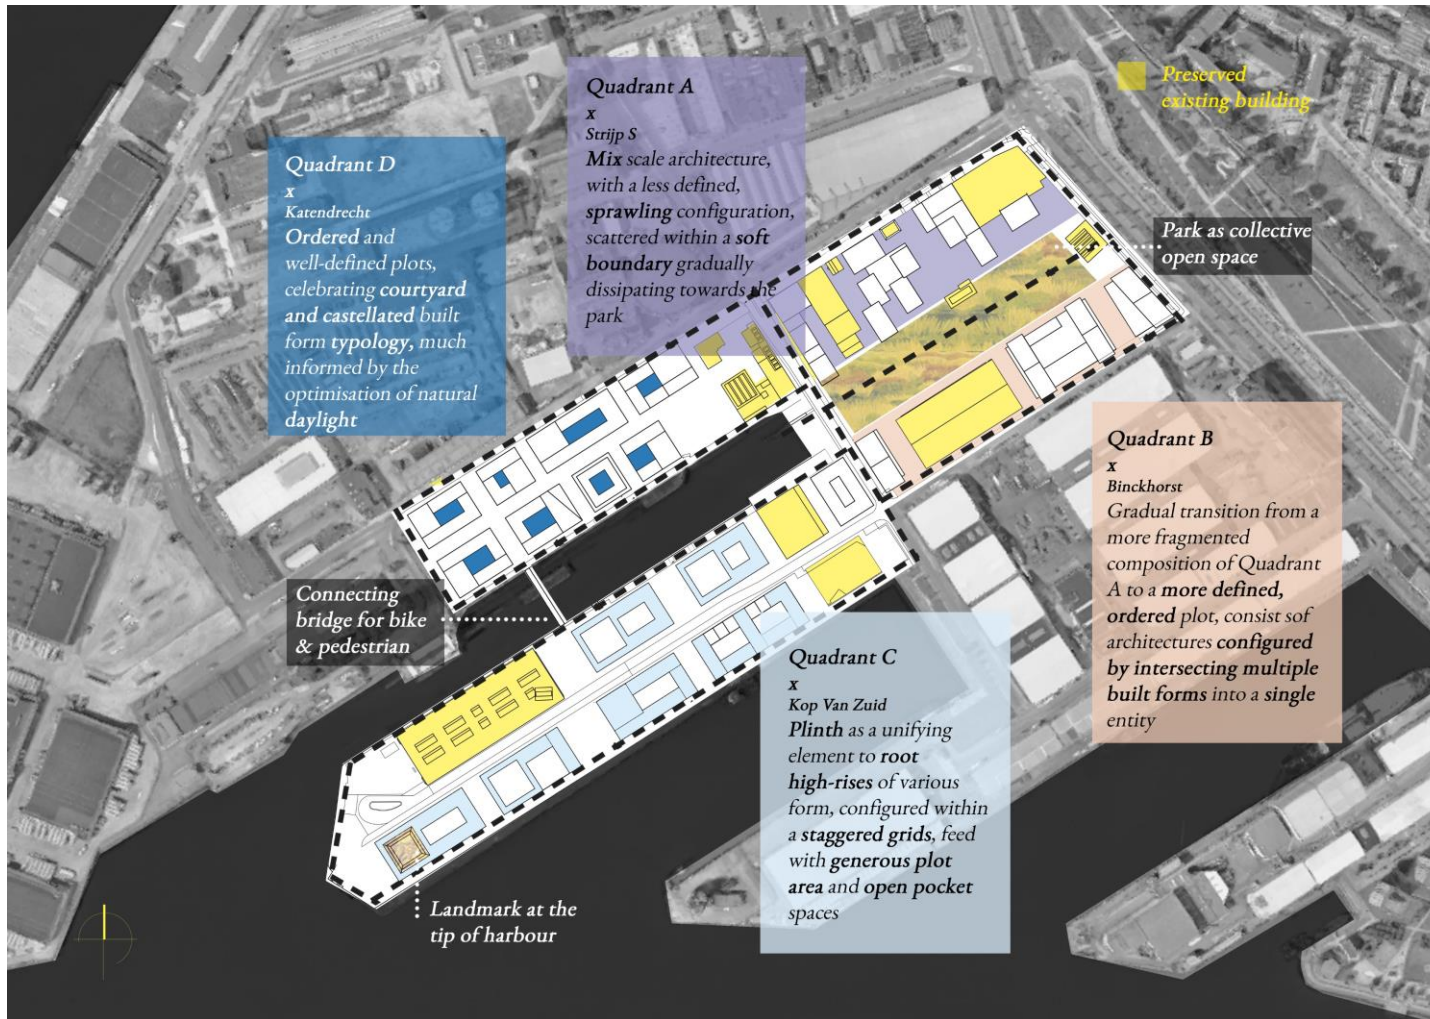 Quadrant A
x
Strijp S
Mix scale architecture,
with a less defined,
sprawling configuration,
scattered within a soft
boundary gradually
dissipating towards the
park
Preserved
existing building
Quadrant D
x
Katendrecht
Ordered and
well-defined plots,
celebrating courtyard
and castellated built
form typology, much
informed by the
optimisation of natural
daylight
Park as collective
open space
Quadrant B
x
Binckhorst
Gradual transition from a
more fragmented
composition of Quadrant
A to a more defined,
ordered plot, consist sof
architectures configured
by intersecting multiple
built forms into a single
entity
Connecting
bridge for bike
& pedestrian
Quadrant C
x
Kop Van Zuid
Plinth as a unifying
element to root
high-rises of various
form, configured within
a staggered grids, feed
with generous plot
area and open pocket
spaces
Landmark at the
tip of harbour